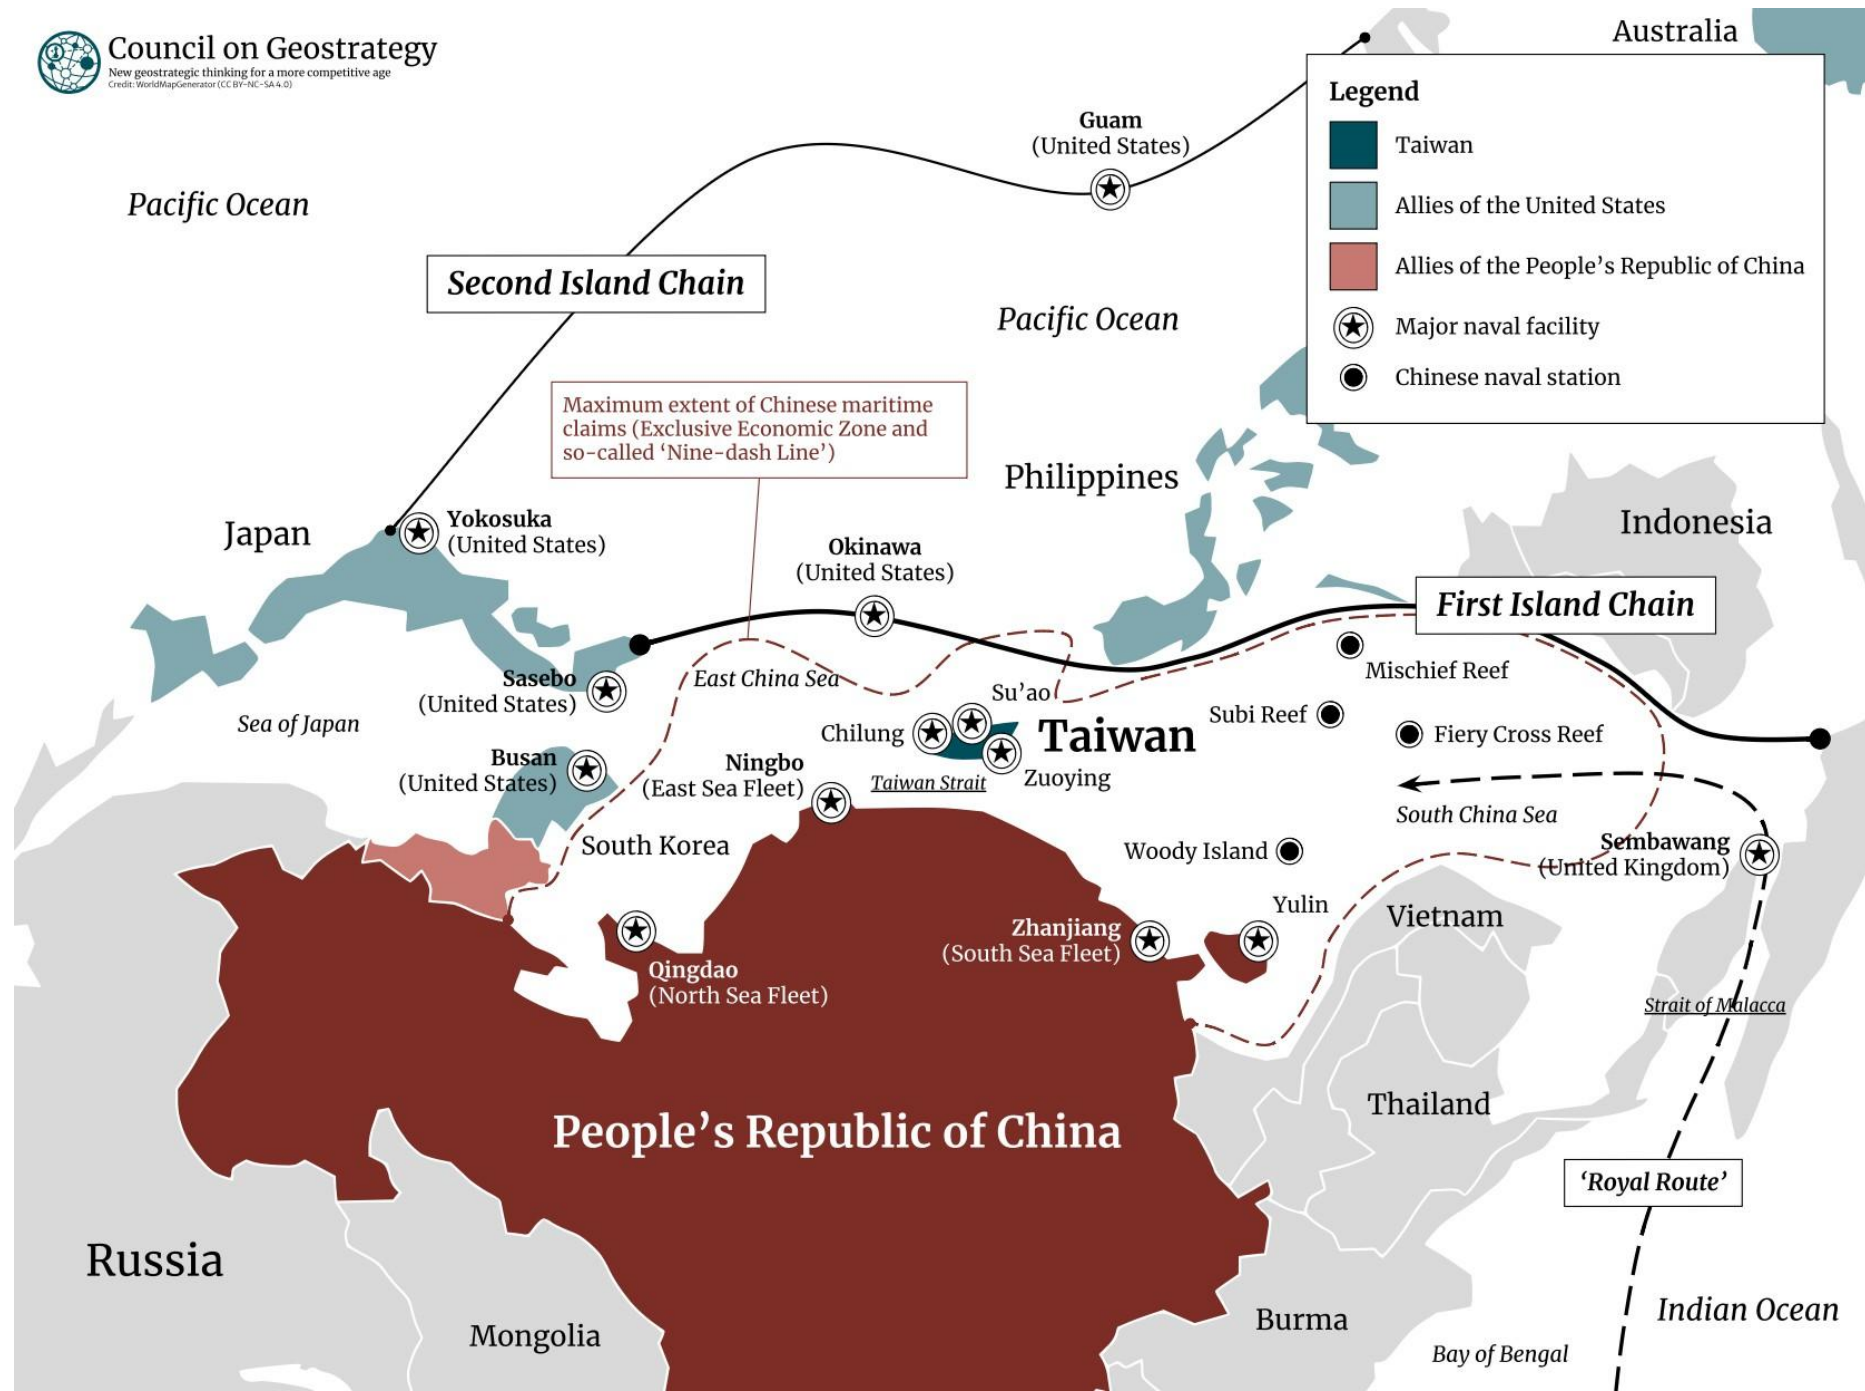 Council on Geostrategy
New geostrategic thinking for a more competitive age
Credit: WorldMapGenerator (CC BY-NC-SA 4.0)
Australia
Legend
Taiwan
Allies of the United States
Allies of the People's Republic of China
Major naval facility
Chinese naval station
Guam
(United States)
Pacific Ocean
Second Island Chain
Pacific Ocean
Maximum extent of Chinese maritime
claims (Exclusive Economic Zone and
so-called ‘Nine-dash Line’)
Philippines
Indonesia
Japan
Yokosuka
(United States)
Okinawa
(United States)
First Island Chain
Sasebo
(United States)
East China Sea
Mischief Reef
Su’ao
Subi Reef
Sea of Japan
Chilung
Taiwan
Fiery Cross Reef
Busan
(United States)
Ningbo
(East Sea Fleet)
Taiwan Strait
Zuoying
South China Sea
South Korea
Woody Island
Sembawang
(United Kingdom)
Yulin
Vietnam
Zhanjiang
(South Sea Fleet)
Qingdao
(North Sea Fleet)
Strait of Malacca
Thailand
People’s Republic of China
‘Royal Route’
Russia
Mongolia
Burma
Indian Ocean
Bay of Bengal